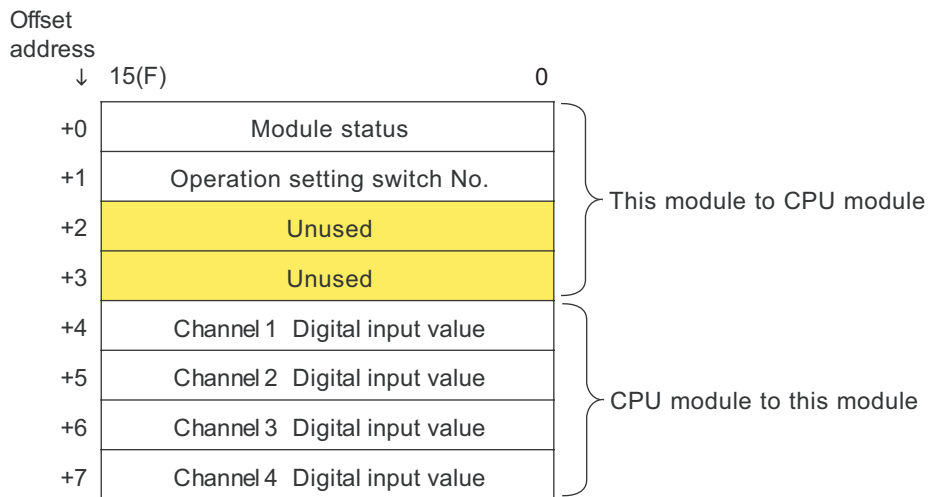 Offset
address
↓ 15(F) 0
+0 Module status
+1 Operation setting switch No.
This module to CPU module
+2 Unused
+3 Unused
+4 Channel 1 Digital input value
+5 Channel 2 Digital input value
CPU module to this module
+6 Channel 3 Digital input value
+7 Channel 4 Digital input value